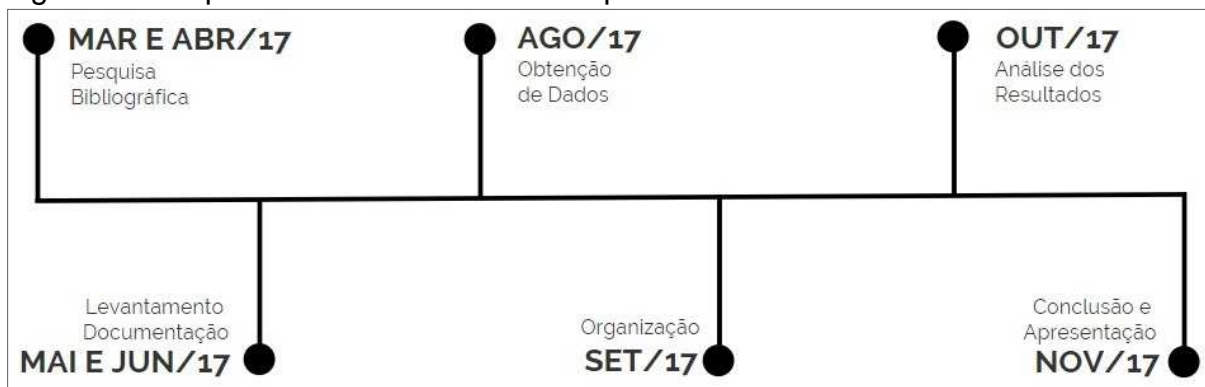 MAR E ABR/17
Pesquisa
Bibliográfica
AGO/17
Obtenção
de Dados
OUT/17
Análise dos
Resultados
Levantamento
Documentação
MAI E JUN/17
Organização
SET/17
Conclusão e
Apresentação
NOV/17